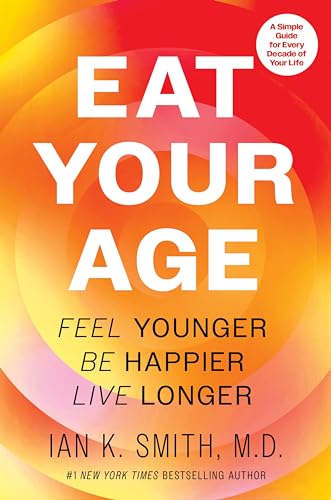 A Simple
Guide for Every
Decade of
Your Life
EAT
YOUR
AGE
FEEL YOUNGER
BE HAPPIER
LIVE LONGER
IAN K. SMITH, M.D.
#1 NEW YORK TIMES BESTSELLING AUTHOR